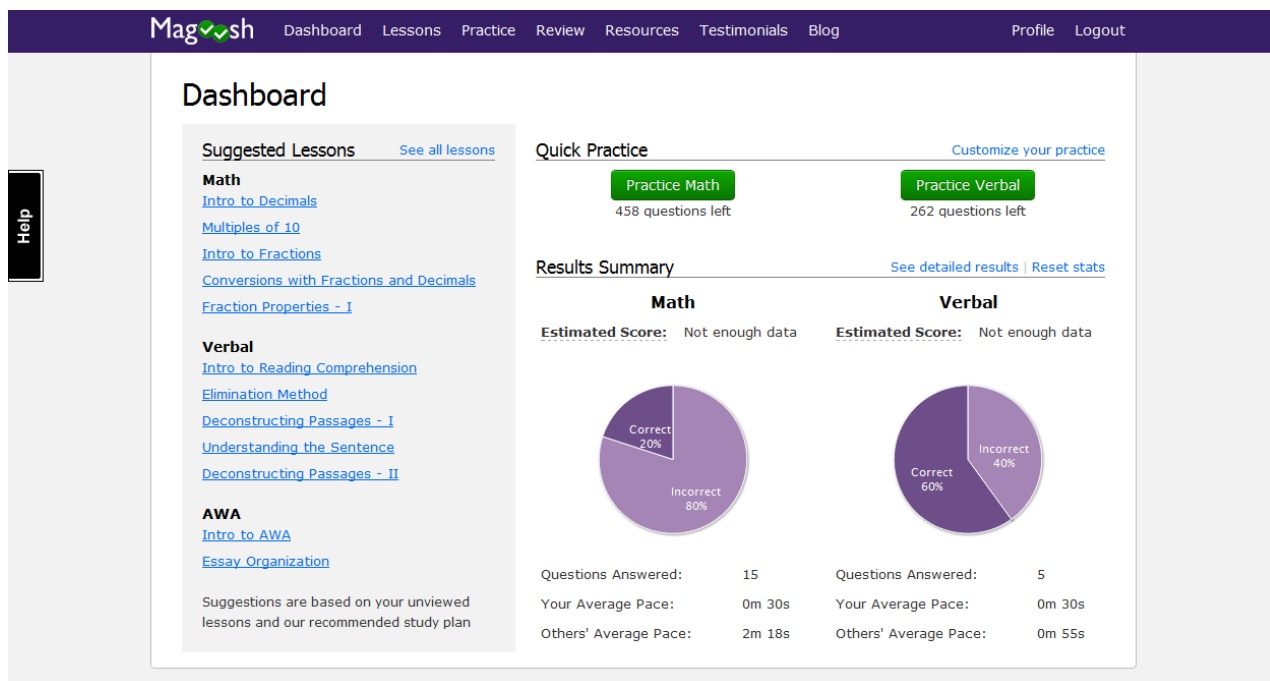 Magoosh Dashboard Lessons Practice Review Resources Testimonials Blog Profile Logout
Help
Dashboard
Suggested Lessons See all lessons
Math
Intro to Decimals
Multiples of 10
Intro to Fractions
Conversions with Fractions and Decimals
Fraction Properties - I
Verbal
Intro to Reading Comprehension
Elimination Method
Deconstructing Passages - I
Understanding the Sentence
Deconstructing Passages - II
AWA
Intro to AWA
Essay Organization
Suggestions are based on your unviewed
lessons and our recommended study plan
Quick Practice Customize your practice
Practice Math Practice Verbal
458 questions left 262 questions left
Results Summary See detailed results | Reset stats
Math Verbal
Estimated Score: Not enough data Estimated Score: Not enough data
Correct
20%
Incorrect
80%
Incorrect
40%
Correct
60%
Questions Answered: 15 Questions Answered: 5
Your Average Pace: 0m 30s Your Average Pace: 0m 30s
Others' Average Pace: 2m 18s Others' Average Pace: 0m 55s